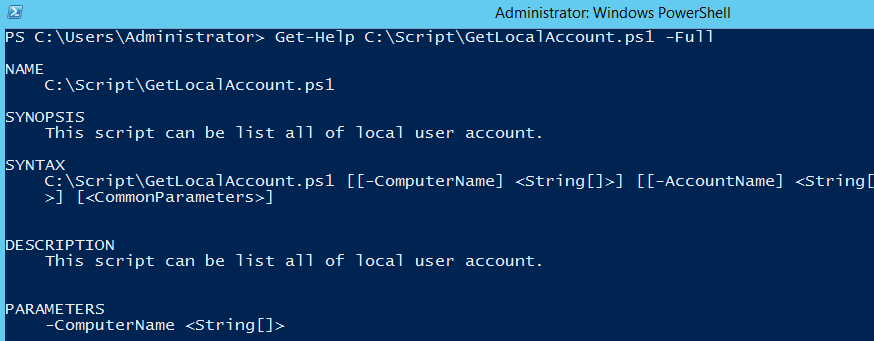 Administrator: Windows PowerShell
PS C:\Users\Administrator> Get-Help C:\Script\GetLocalAccount.ps1 -Full
NAME
C:\Script\GetLocalAccount.ps1
SYNOPSIS
This script can be list all of local user account.
SYNTAX
C:\Script\GetLocalAccount.ps1 [[-ComputerName] <String[]>] [[-AccountName] <String[
>] [<CommonParameters>]
DESCRIPTION
This script can be list all of local user account.
PARAMETERS
-ComputerName <String[]>